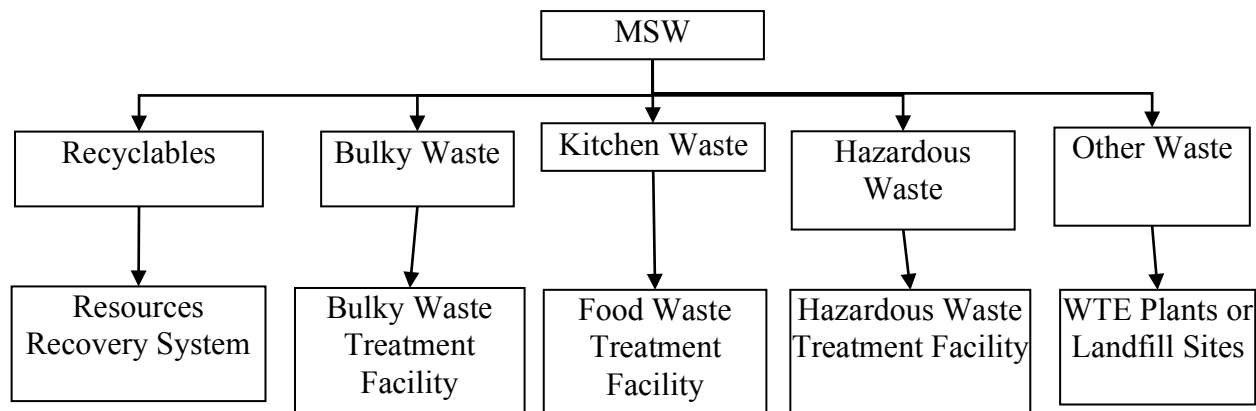 MSW
Recyclables
Bulky Waste
Kitchen Waste
Hazardous
Waste
Other Waste
Resources
Recovery System
Bulky Waste
Treatment
Facility
Food Waste
Treatment
Facility
Hazardous Waste
Treatment Facility
WTE Plants or
Landfill Sites